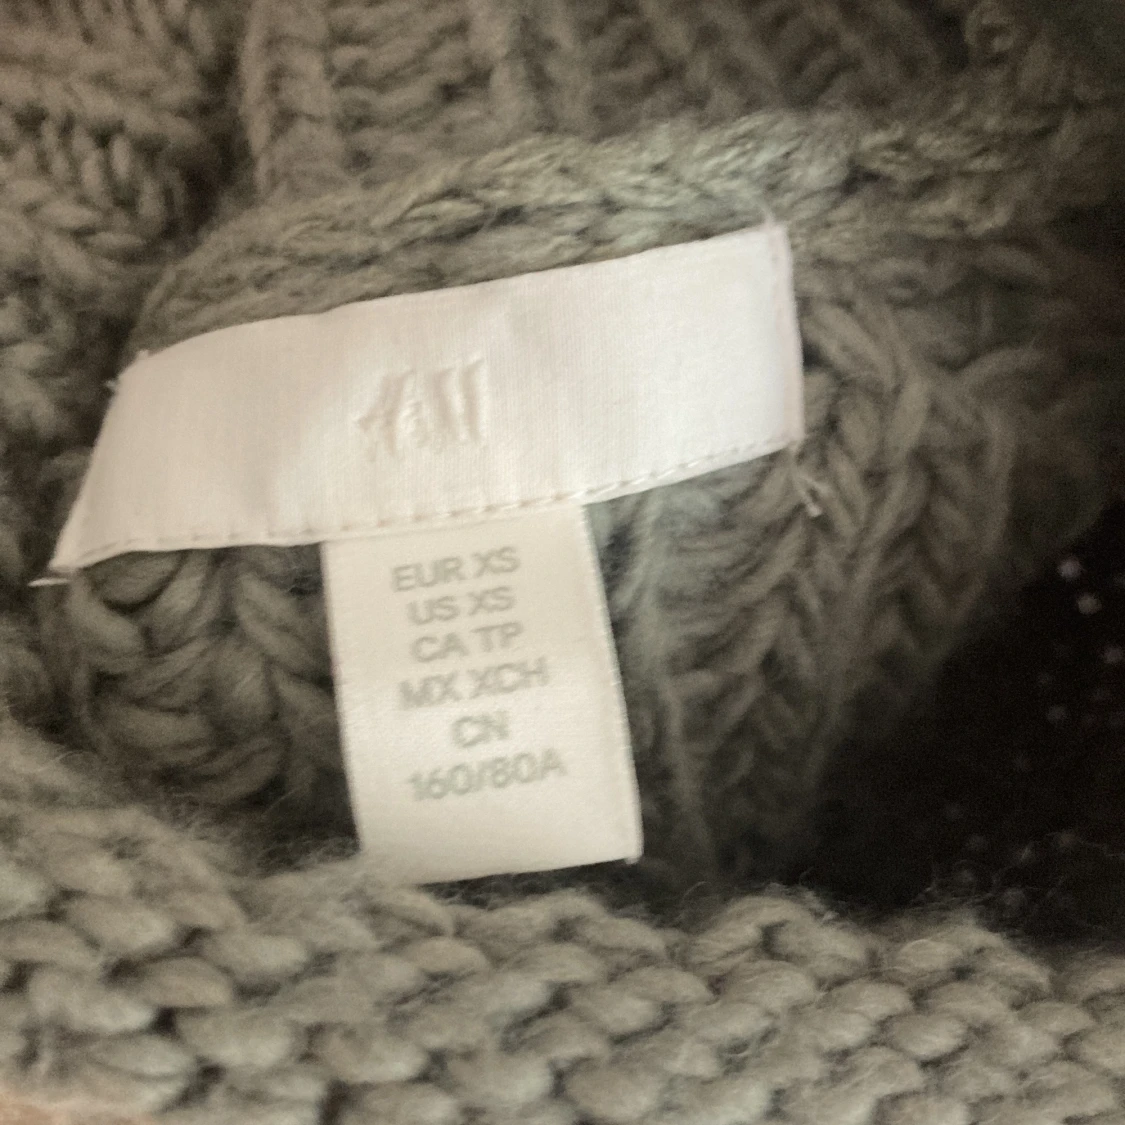 H&M
EUR XS
US XS
CA TP
MX XCH
CN
160/80A